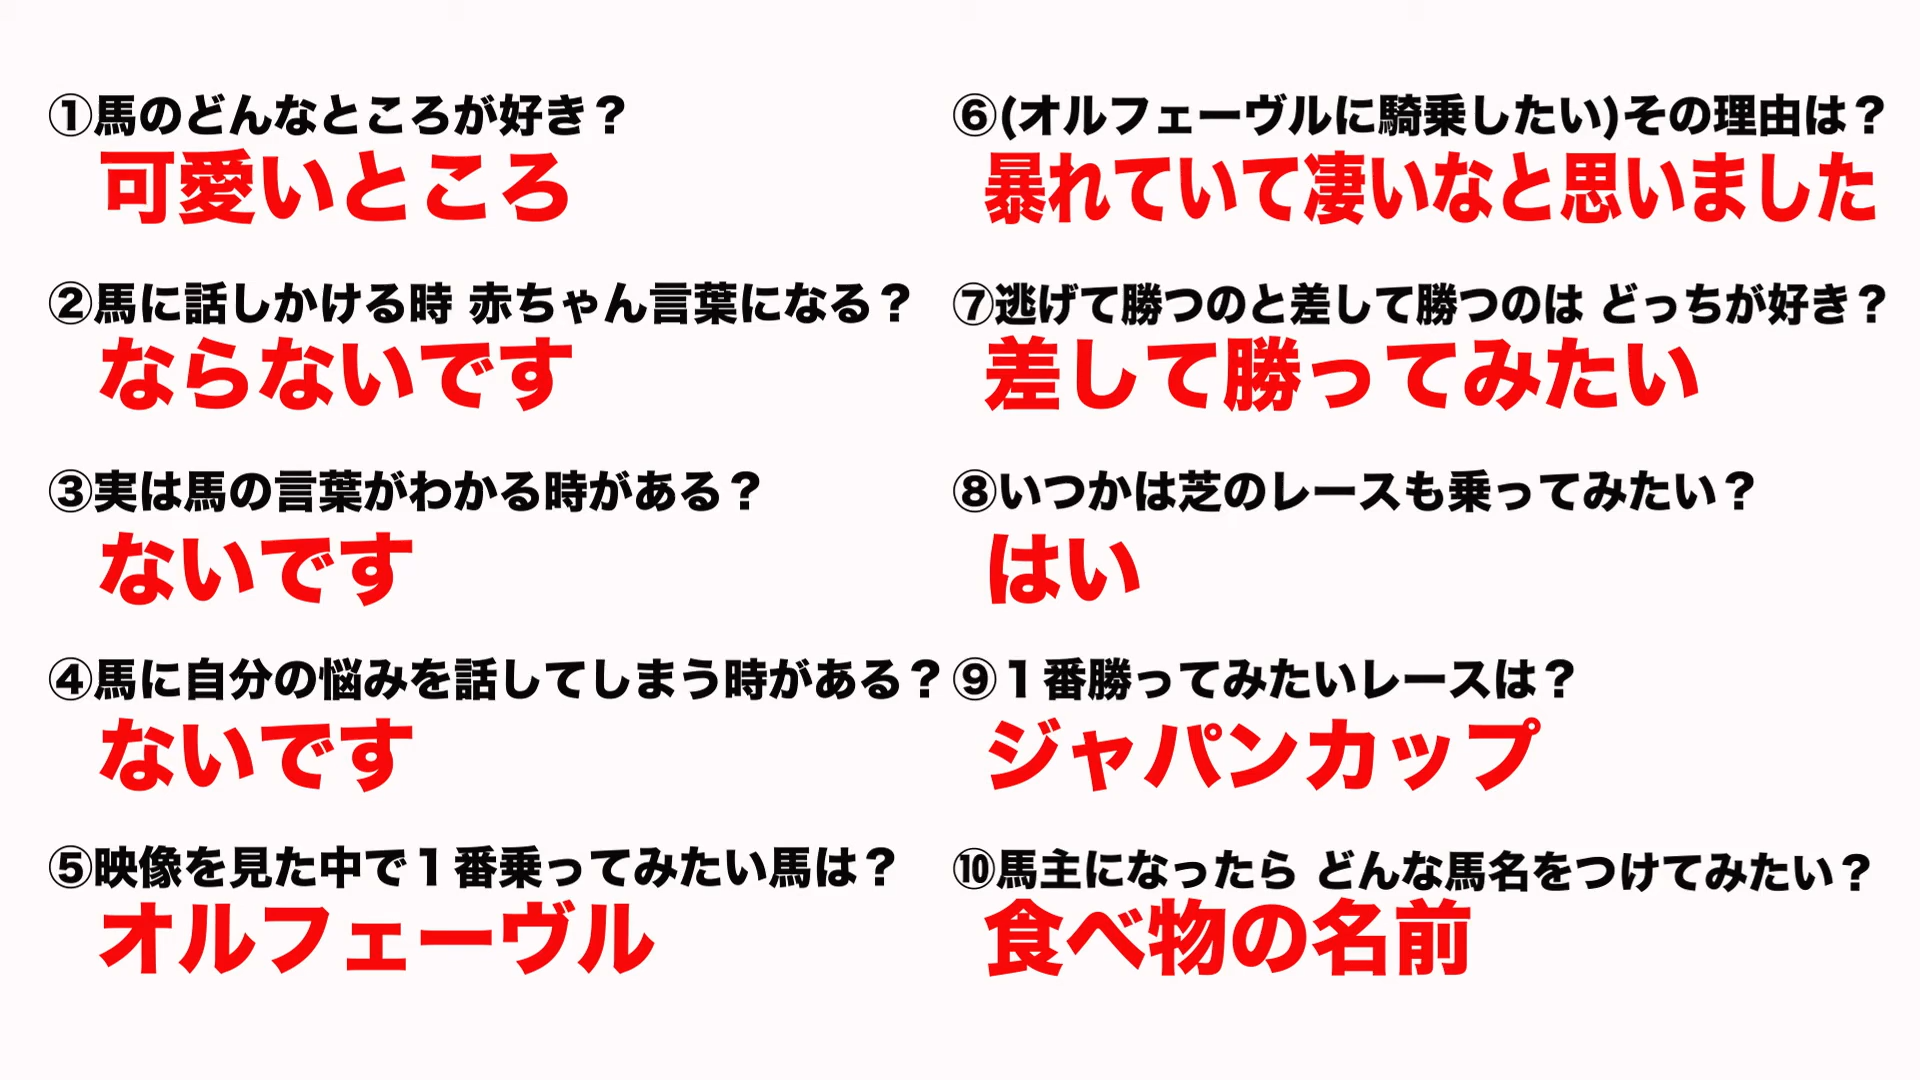 ①馬のどんなところが好き？
可愛いところ
②馬に話しかける時 赤ちゃん言葉になる？
ならないです
③実は馬の言葉がわかる時がある？
ないです
④馬に自分の悩みを話してしまう時がある？
ないです
⑤映像を見た中で１番乗ってみたい馬は？
オルフェーヴル
⑥(オルフェーヴルに騎乗したい)その理由は？
暴れていて凄いなと思いました
⑦逃げて勝つのと差して勝つのは どっちが好き？
差して勝ってみたい
⑧いつかは芝のレースも乗ってみたい？
はい
⑨１番勝ってみたいレースは？
ジャパンカップ
⑩馬主になったら どんな馬名をつけてみたい？
食べ物の名前